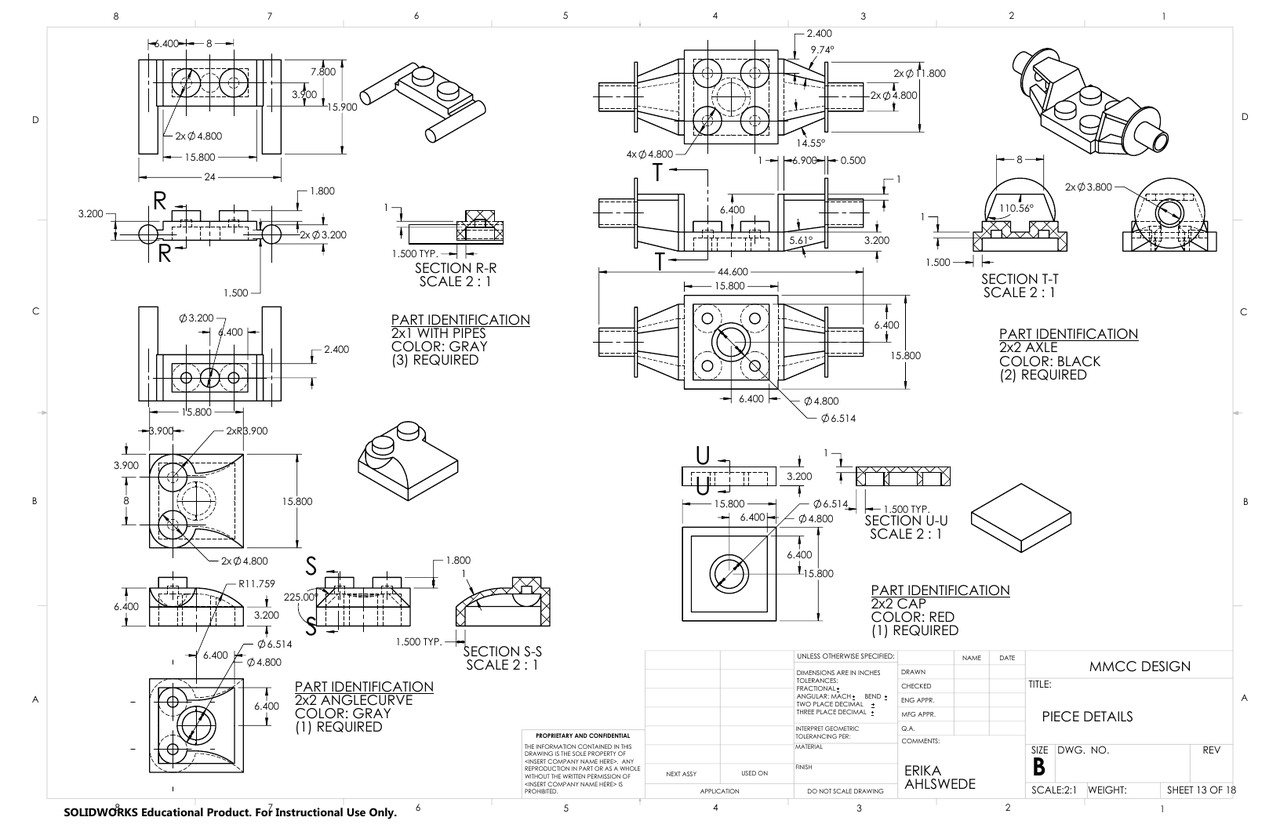 8 7 6 5 4 3 2 1
D
C
B
A
6.400
8
7.800
3.900
15.900
2x Ø 4.800
15.800
24
R
R
1.800
3.200
2x Ø 3.200
1.500
1
1.500 TYP.
SECTION R-R
SCALE 2 : 1
Ø 3.200
6.400
2.400
PART IDENTIFICATION
2x1 WITH PIPES
COLOR: GRAY
(3) REQUIRED
2.400
9.74°
2x Ø 11.800
2x Ø 4.800
14.55°
4x Ø 4.800
1
6.900
0.500
T
T
1
6.400
5.61°
3.200
44.600
15.800
8
2x Ø 3.800
110.56°
1
1.500
SECTION T-T
SCALE 2 : 1
6.400
15.800
6.400
Ø 4.800
Ø 6.514
PART IDENTIFICATION
2x2 AXLE
COLOR: BLACK
(2) REQUIRED
15.800
3.900
2xR3.900
3.900
8
15.800
2x Ø 4.800
R11.759
6.400
3.200
S
S
1.800
225.00°
1
1.500 TYP.
SECTION S-S
SCALE 2 : 1
Ø 6.514
Ø 4.800
6.400
6.400
PART IDENTIFICATION
2x2 ANGLECURVE
COLOR: GRAY
(1) REQUIRED
U
U
3.200
1
1.500 TYP.
SECTION U-U
SCALE 2 : 1
15.800
Ø 6.514
6.400
Ø 4.800
6.400
15.800
PART IDENTIFICATION
2x2 CAP
COLOR: RED
(1) REQUIRED
PROPRIETARY AND CONFIDENTIAL
THE INFORMATION CONTAINED IN THIS
DRAWING IS THE SOLE PROPERTY OF
<INSERT COMPANY NAME HERE>. ANY
REPRODUCTION IN PART OR AS A WHOLE
WITHOUT THE WRITTEN PERMISSION OF
<INSERT COMPANY NAME HERE> IS
PROHIBITED.
NEXT ASSY
USED ON
APPLICATION
UNLESS OTHERWISE SPECIFIED:
DIMENSIONS ARE IN INCHES
TOLERANCES:
FRACTIONAL ±
ANGULAR: MACH ± BEND ±
TWO PLACE DECIMAL ±
THREE PLACE DECIMAL ±
INTERPRET GEOMETRIC
TOLERANCING PER:
MATERIAL
FINISH
DO NOT SCALE DRAWING
NAME
DATE
DRAWN
CHECKED
ENG APPR.
MFG APPR.
Q.A.
COMMENTS:
ERIKA
AHLSWEDE
MMCC DESIGN
TITLE:
PIECE DETAILS
SIZE
B
DWG. NO.
REV
SCALE:2:1
WEIGHT:
SHEET 13 OF 18
D
C
B
A
8 7 6 5 4 3 2 1
SOLIDWORKS Educational Product. For Instructional Use Only.